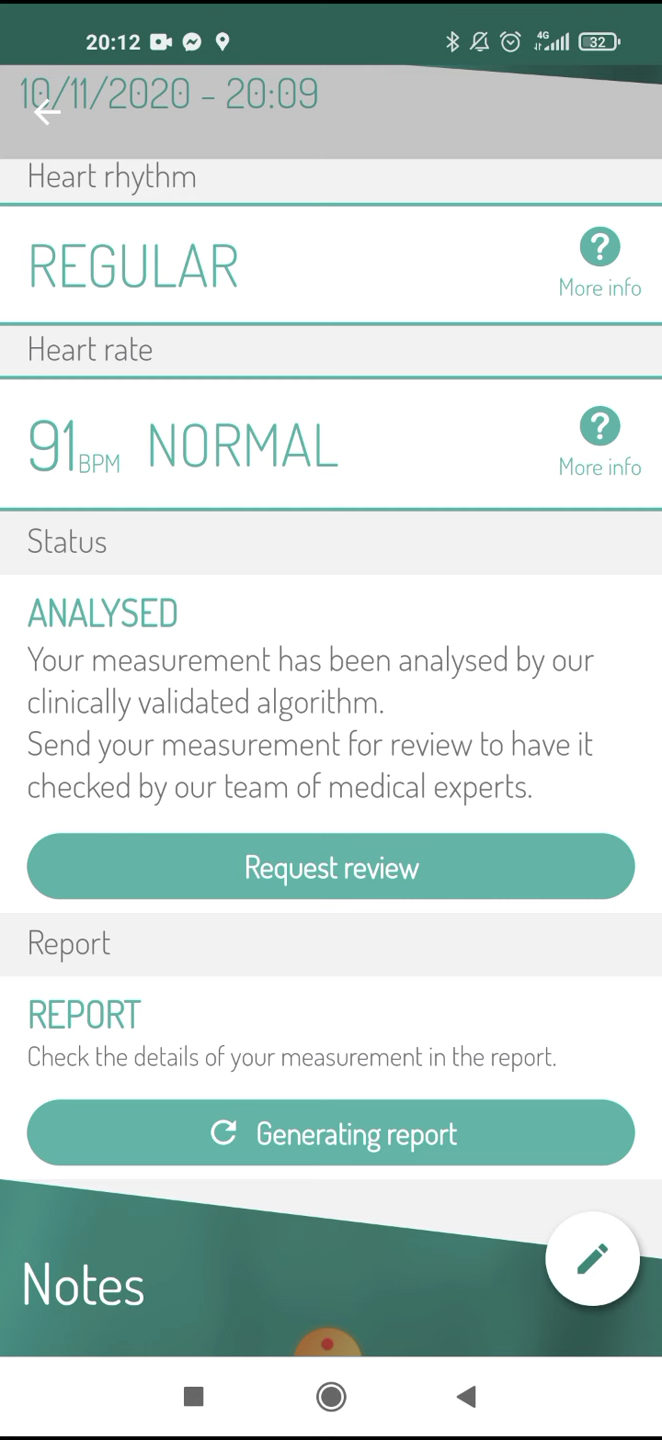 20:12
4G
32
10/11/2020 - 20:09
Heart rhythm
REGULAR
More info
Heart rate
91 BPM NORMAL
More info
Status
ANALYSED
Your measurement has been analysed by our
clinically validated algorithm.
Send your measurement for review to have it
checked by our team of medical experts.
Request review
Report
REPORT
Check the details of your measurement in the report.
Generating report
Notes